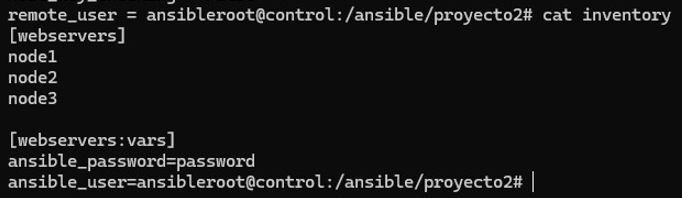 remote_user = ansibleroot@control:/ansible/proyecto2# cat inventory
[webservers]
node1
node2
node3
[webservers:vars]
ansible_password=password
ansible_user=ansibleroot@control:/ansible/proyecto2#